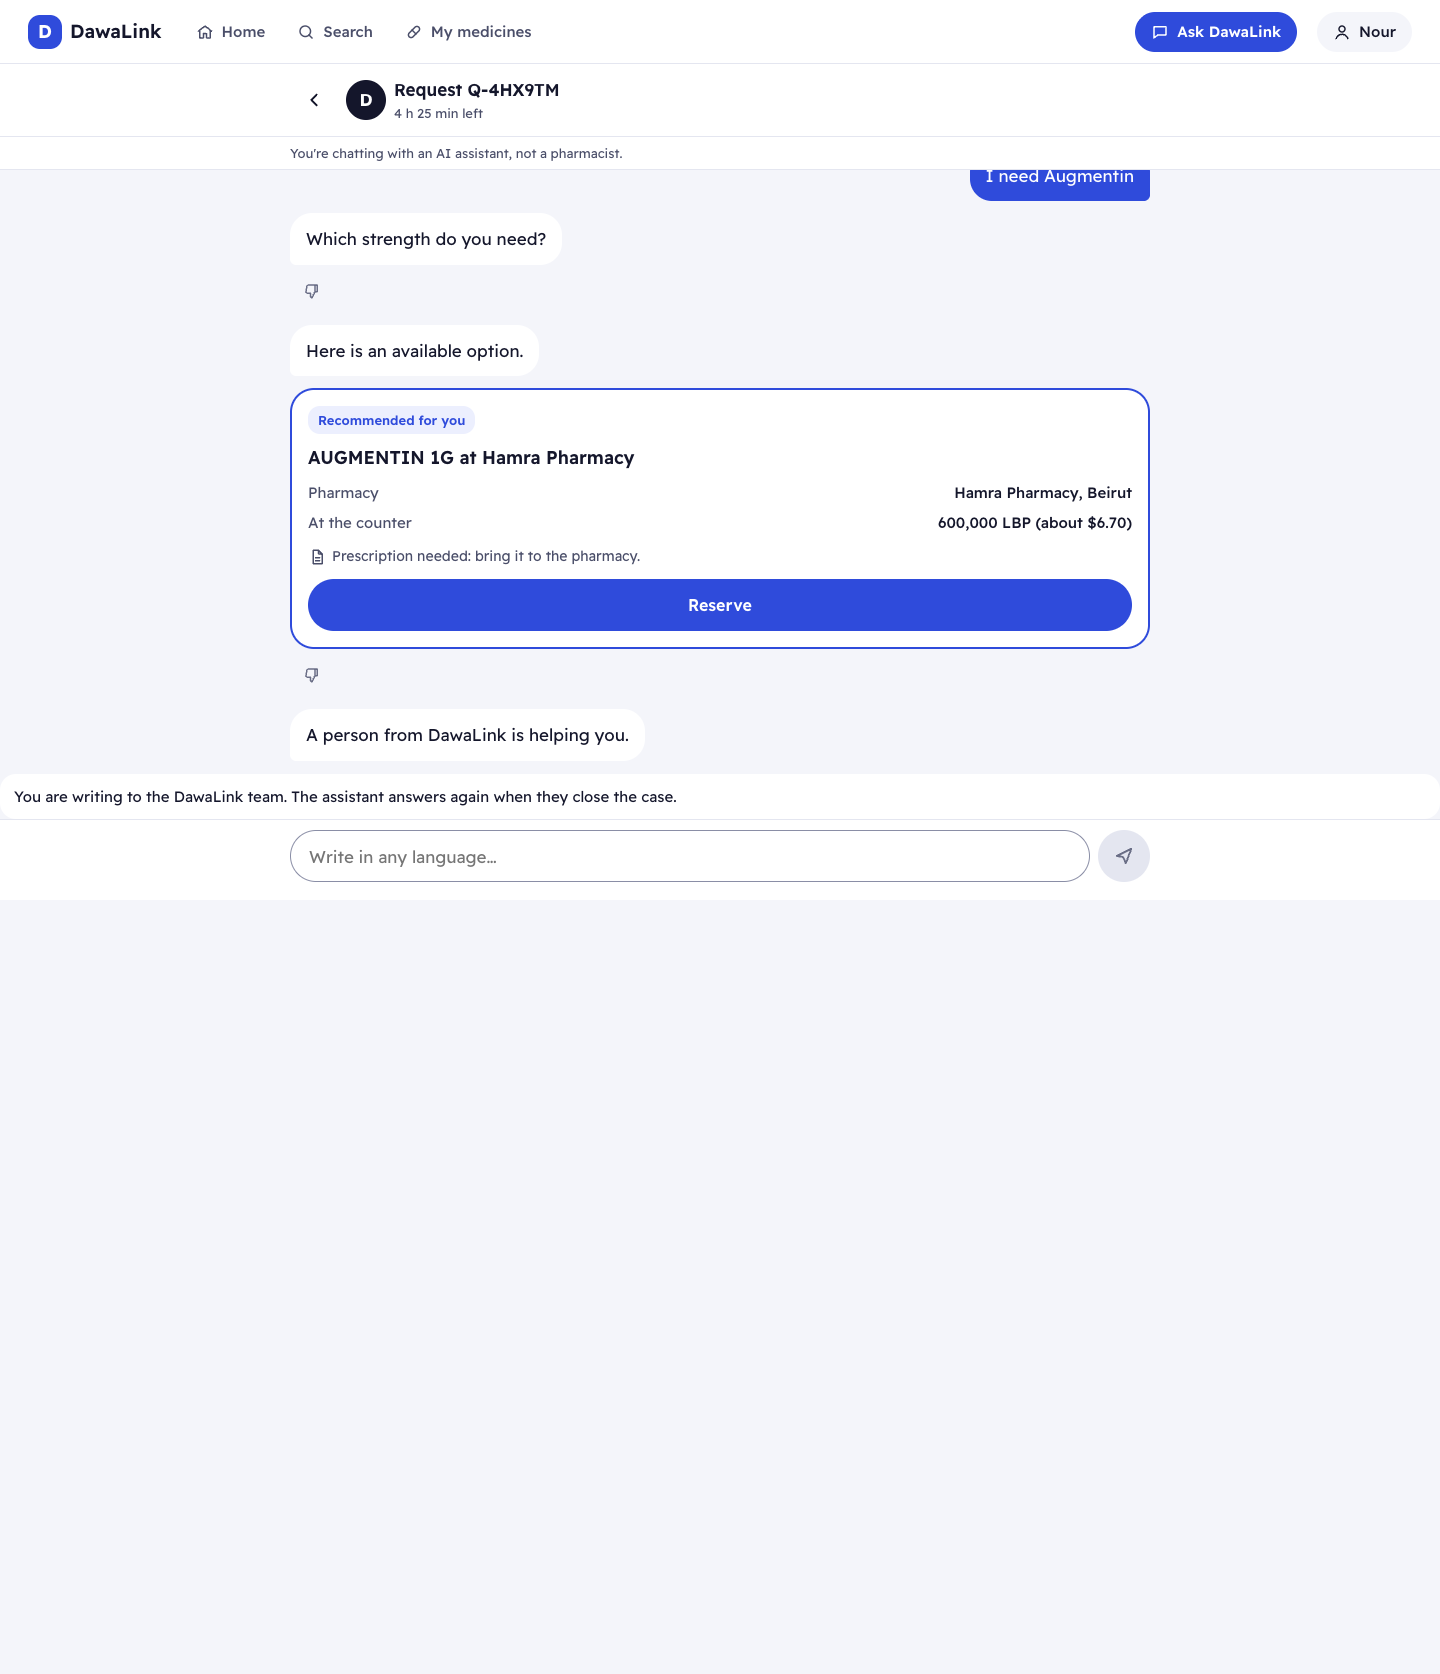 D DawaLink Home Search My medicines Ask DawaLink Nour
D Request Q-4HX9TM
4 h 25 min left
You're chatting with an AI assistant, not a pharmacist.
I need Augmentin
Which strength do you need?
Here is an available option.
Recommended for you
AUGMENTIN 1G at Hamra Pharmacy
Pharmacy Hamra Pharmacy, Beirut
At the counter 600,000 LBP (about $6.70)
Prescription needed: bring it to the pharmacy.
Reserve
A person from DawaLink is helping you.
You are writing to the DawaLink team. The assistant answers again when they close the case.
Write in any language...